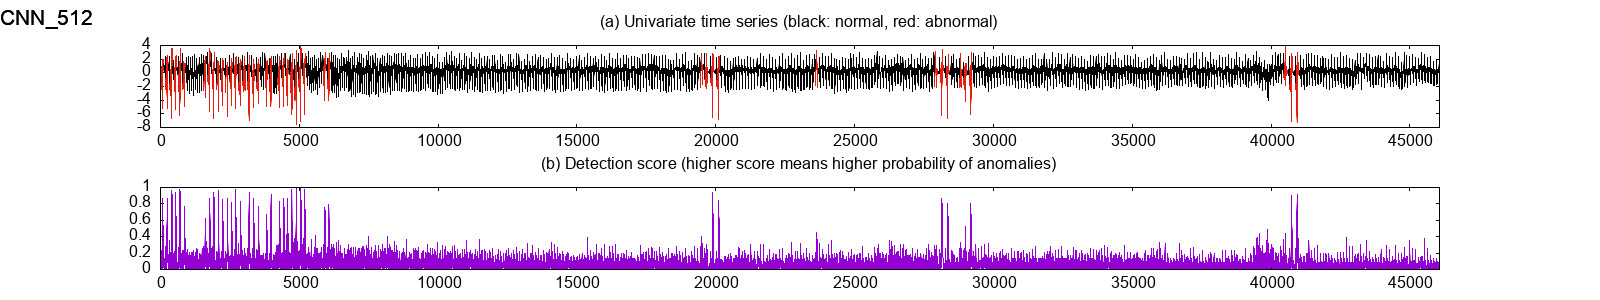 CNN_512
(a) Univariate time series (black: normal, red: abnormal)
4
2
0
-2
-4
-6
-8
0 5000 10000 15000 20000 25000 30000 35000 40000 45000
(b) Detection score (higher score means higher probability of anomalies)
1
0.8
0.6
0.4
0.2
0
0 5000 10000 15000 20000 25000 30000 35000 40000 45000